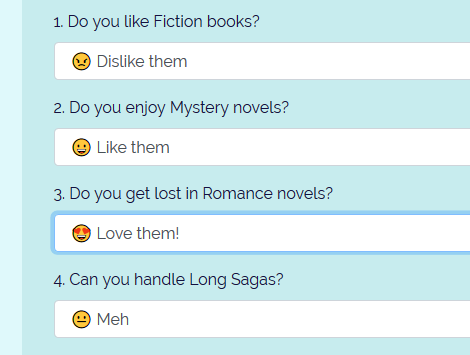 1. Do you like Fiction books?
😠 Dislike them
2. Do you enjoy Mystery novels?
😀 Like them
3. Do you get lost in Romance novels?
😍 Love them!
4. Can you handle Long Sagas?
😐 Meh